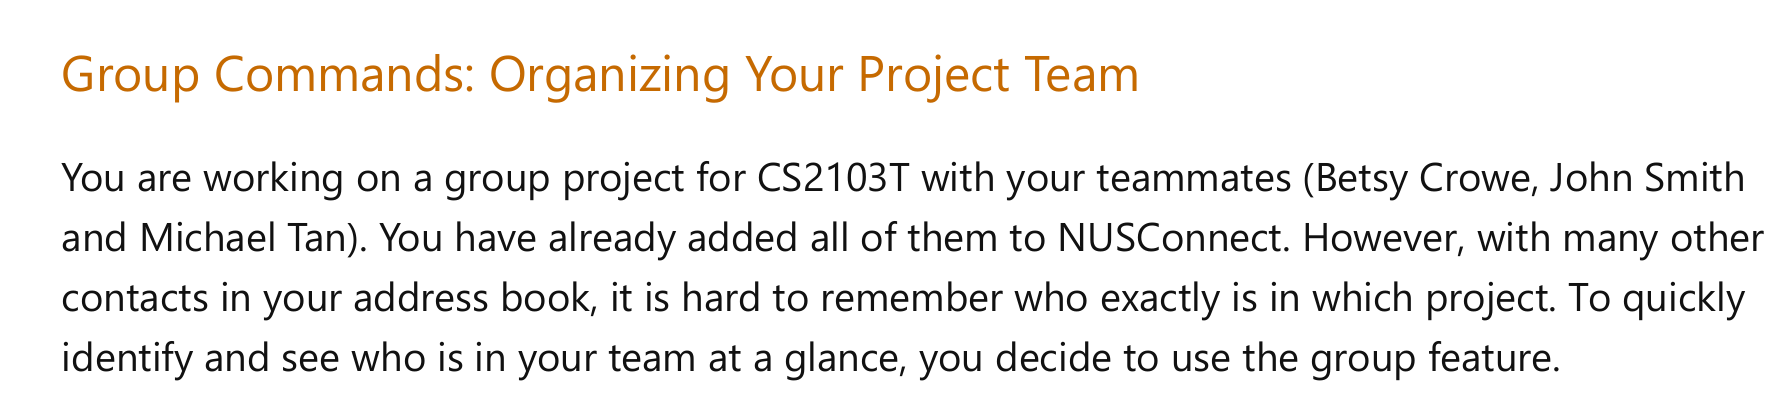 Group Commands: Organizing Your Project Team
You are working on a group project for CS2103T with your teammates (Betsy Crowe, John Smith
and Michael Tan). You have already added all of them to NUSConnect. However, with many other
contacts in your address book, it is hard to remember who exactly is in which project. To quickly
identify and see who is in your team at a glance, you decide to use the group feature.